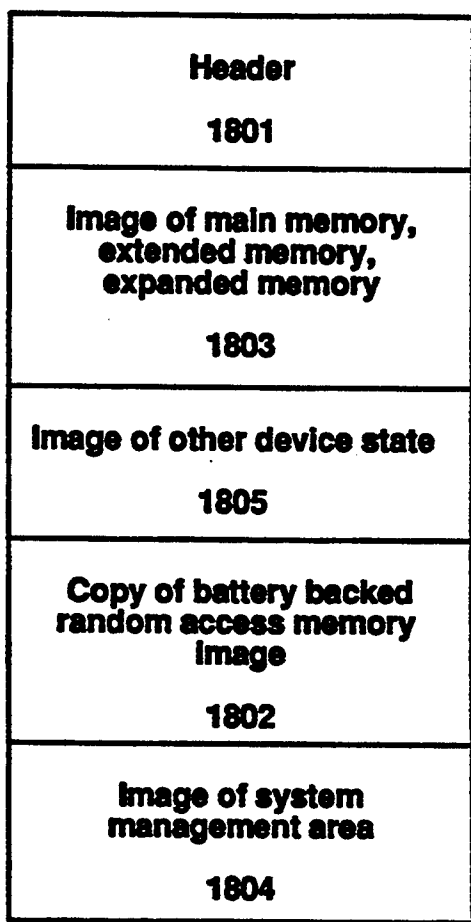 Header
1801
Image of main memory,
extended memory,
expanded memory
1803
Image of other device state
1805
Copy of battery backed
random access memory
image
1802
Image of system
management area
1804